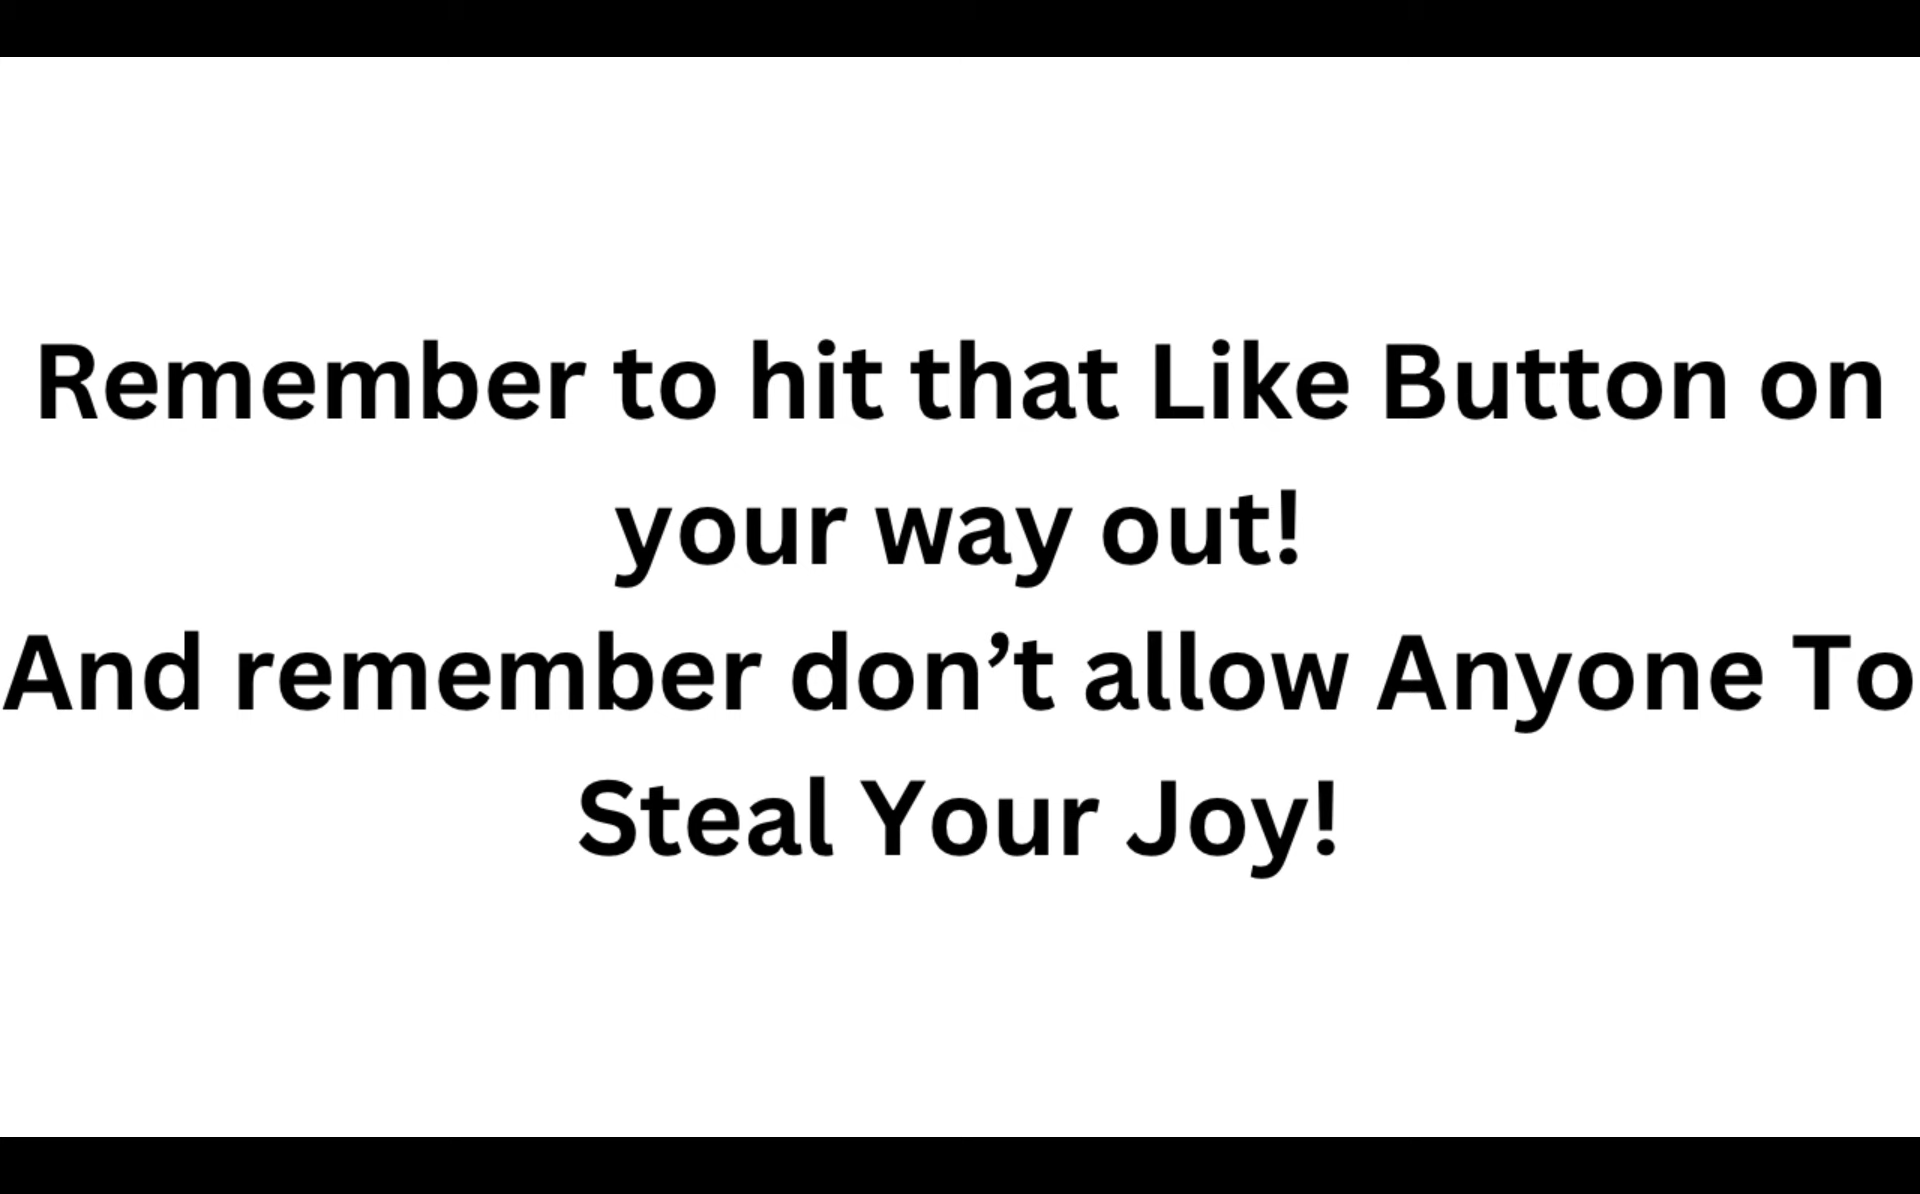 Remember to hit that Like Button on
your way out!
And remember don’t allow Anyone To
Steal Your Joy!